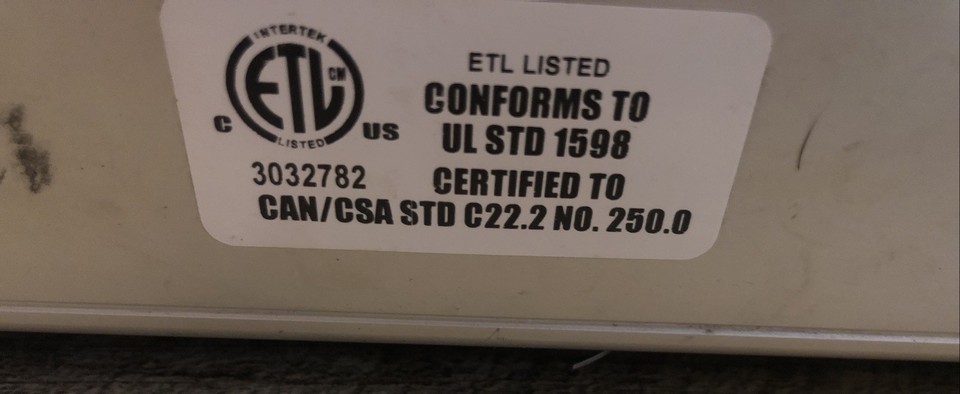 INTERTEK
ETL CM
LISTED
C US
3032782
ETL LISTED
CONFORMS TO
UL STD 1598
CERTIFIED TO
CAN/CSA STD C22.2 NO. 250.0